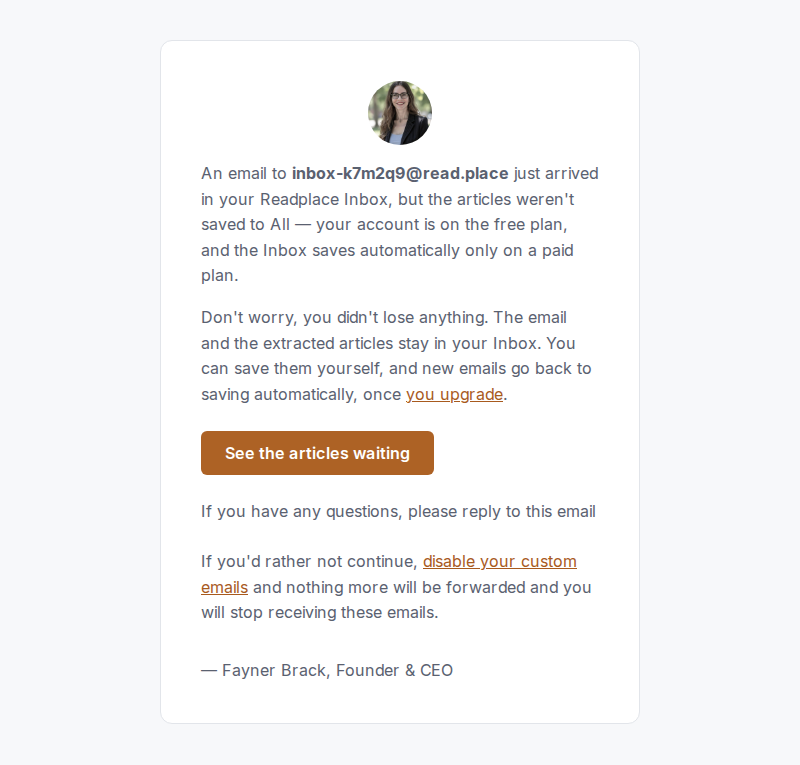 An email to inbox-k7m2q9@read.place just arrived
in your Readplace Inbox, but the articles weren't
saved to All — your account is on the free plan,
and the Inbox saves automatically only on a paid
plan.
Don't worry, you didn't lose anything. The email
and the extracted articles stay in your Inbox. You
can save them yourself, and new emails go back to
saving automatically, once you upgrade.
See the articles waiting
If you have any questions, please reply to this email
If you'd rather not continue, disable your custom
emails and nothing more will be forwarded and you
will stop receiving these emails.
— Fayner Brack, Founder & CEO